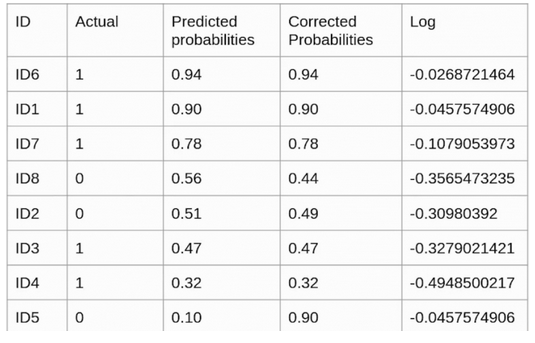 ID Actual Predicted probabilities Corrected Probabilities Log
ID6 1 0.94 0.94 -0.0268721464
ID1 1 0.90 0.90 -0.0457574906
ID7 1 0.78 0.78 -0.1079053973
ID8 0 0.56 0.44 -0.3565473235
ID2 0 0.51 0.49 -0.30980392
ID3 1 0.47 0.47 -0.3279021421
ID4 1 0.32 0.32 -0.4948500217
ID5 0 0.10 0.90 -0.0457574906